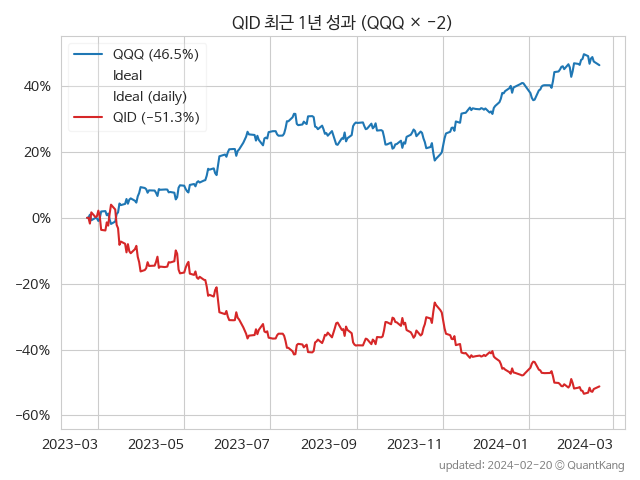 QID 최근 1년 성과 (QQQ × −2)
QQQ (46.5%)
Ideal
Ideal (daily)
QID (−51.3%)
40%
20%
0%
−20%
−40%
−60%
2023−03 2023−05 2023−07 2023−09 2023−11 2024−01 2024−03
updated: 2024−02−20 © QuantKang